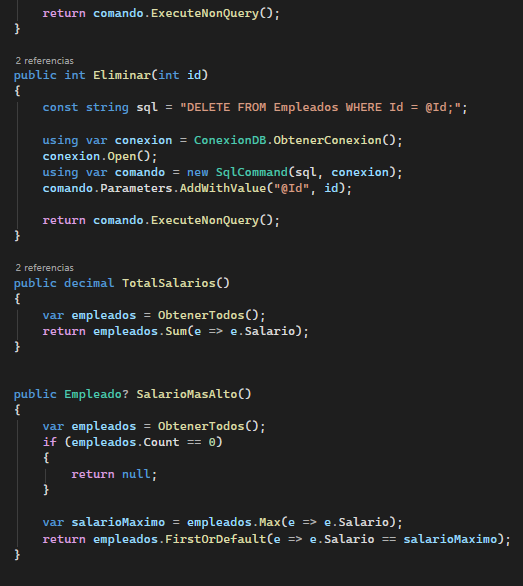 return comando.ExecuteNonQuery();
}
2 referencias
public int Eliminar(int id)
{
const string sql = "DELETE FROM Empleados WHERE Id = @Id;";
using var conexion = ConexionDB.ObtenerConexion();
conexion.Open();
using var comando = new SqlCommand(sql, conexion);
comando.Parameters.AddWithValue("@Id", id);
return comando.ExecuteNonQuery();
}
2 referencias
public decimal TotalSalarios()
{
var empleados = ObtenerTodos();
return empleados.Sum(e => e.Salario);
}
public Empleado? SalarioMasAlto()
{
var empleados = ObtenerTodos();
if (empleados.Count == 0)
{
return null;
}
var salarioMaximo = empleados.Max(e => e.Salario);
return empleados.FirstOrDefault(e => e.Salario == salarioMaximo);
}